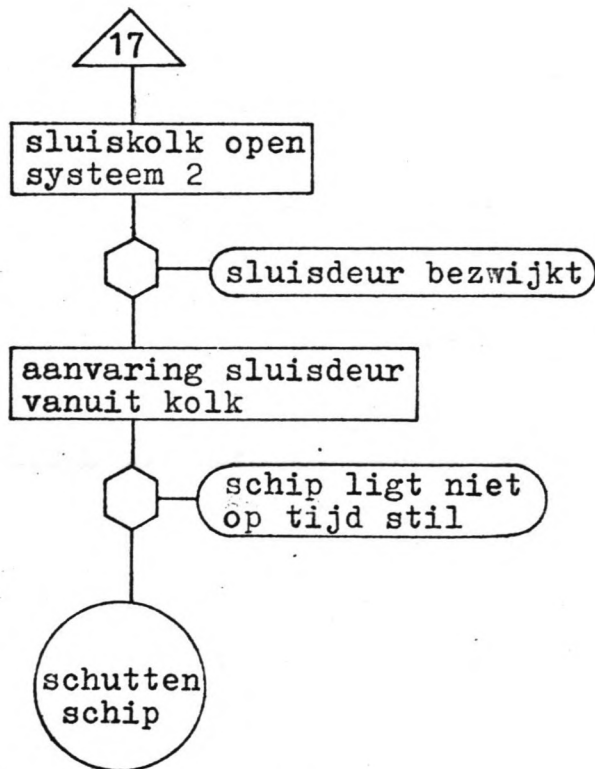 17
sluiskolk open
systeem 2
sluisdeur bezwijkt
aanvaring sluisdeur
vanuit kolk
schip ligt niet
op tijd stil
schutten
schip